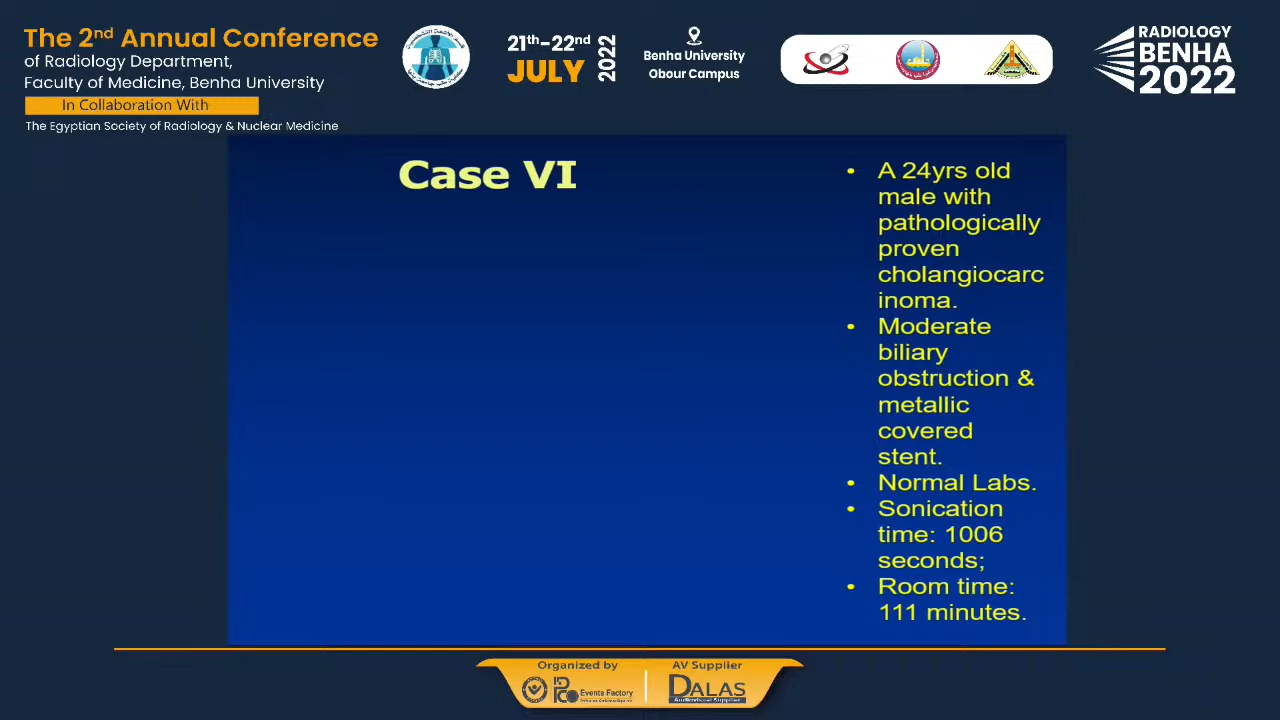 The 2nd Annual Conference
of Radiology Department,
Faculty of Medicine, Benha University
In Collaboration With
The Egyptian Society of Radiology & Nuclear Medicine
21th-22nd
JULY
2022
Benha University
Obour Campus
RADIOLOGY
BENHA
2022
Case VI
• A 24yrs old
male with
pathologically
proven
cholangiocarc
inoma.
• Moderate
biliary
obstruction &
metallic
covered
stent.
• Normal Labs.
• Sonication
time: 1006
seconds;
• Room time:
111 minutes.
Organized by
Events Factory
AV Supplier
DALAS
Audiovisual Supplier